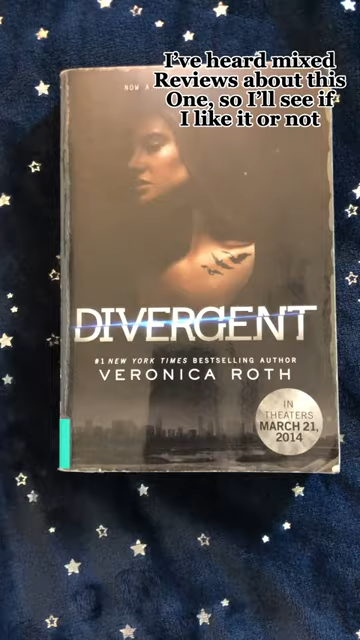 I've heard mixed
Reviews about this
One, so I'll see if
I like it or not
NOW A
DIVERGENT
#1 NEW YORK TIMES BESTSELLING AUTHOR
VERONICA ROTH
IN
THEATERS
MARCH 21,
2014